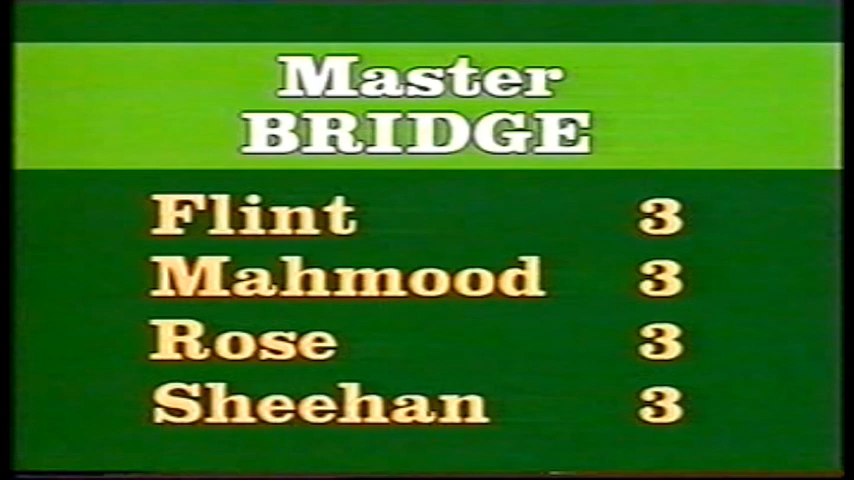 Master
BRIDGE
Flint 3
Mahmood 3
Rose 3
Sheehan 3